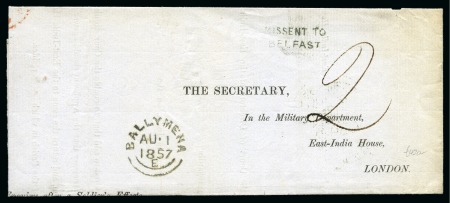 MISSENT TO
BELFAST
2
THE SECRETARY,
In the Military Department,
East-India House,
LONDON.
BALLYMENA
AU·1
1857
E